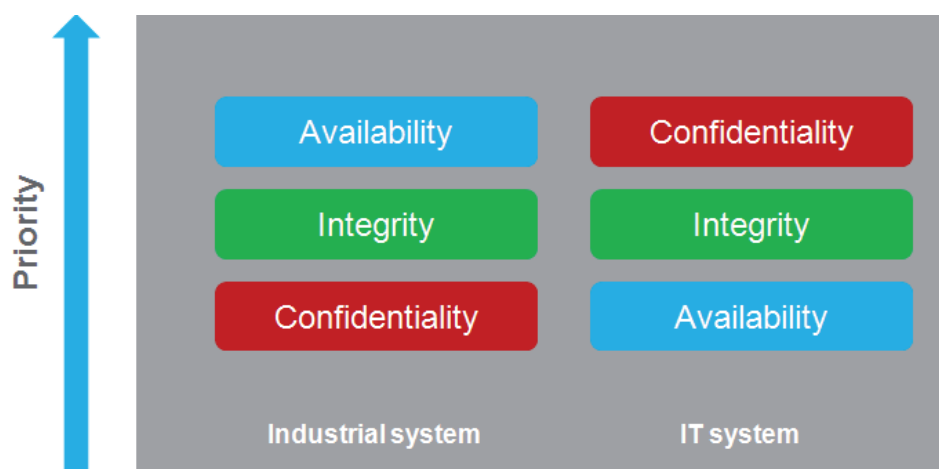 Priority
Availability
Confidentiality
Integrity
Integrity
Confidentiality
Availability
Industrial system
IT system